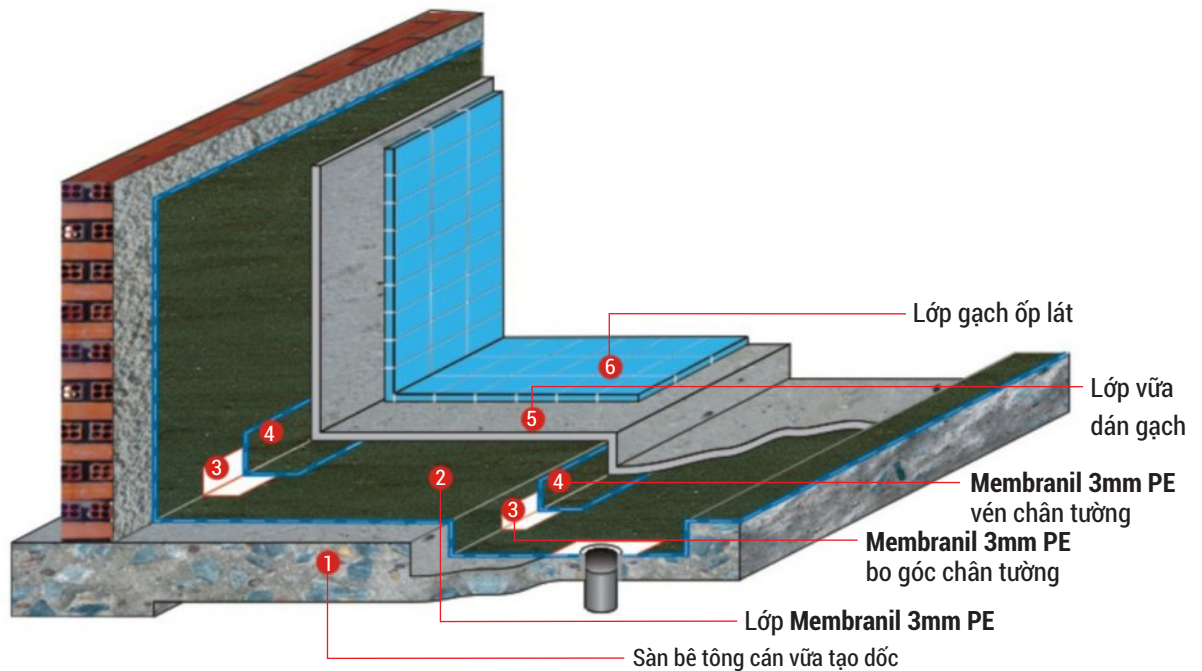 Lớp gạch ốp lát
6
Lớp vữa
dán gạch
5
4
3
2
4
Membranil 3mm PE
vén chân tường
3
Membranil 3mm PE
bo góc chân tường
1
Lớp Membranil 3mm PE
Sàn bê tông cán vữa tạo dốc